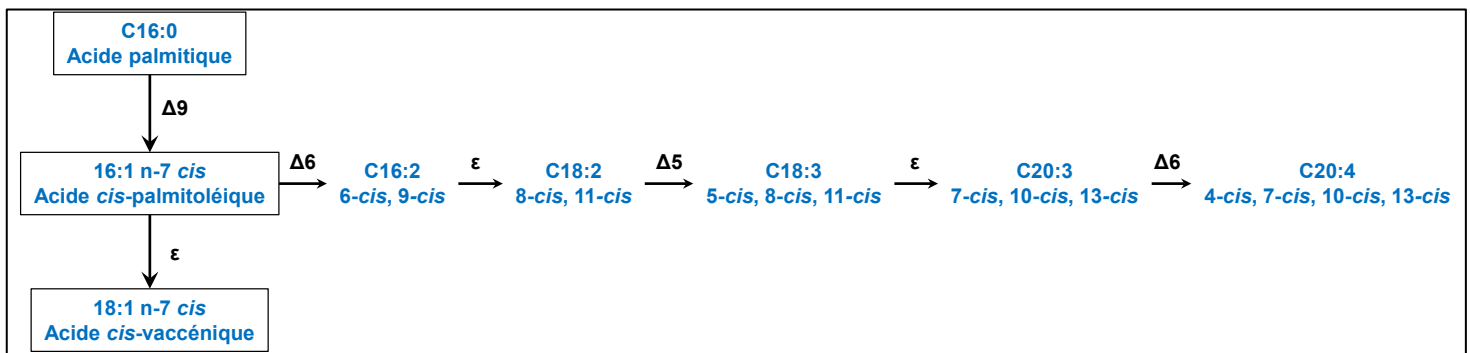 C16:0
Acide palmitique
Δ9
16:1 n-7 cis
Acide cis-palmitoléique
Δ6
C16:2
6-cis, 9-cis
ε
C18:2
8-cis, 11-cis
Δ5
C18:3
5-cis, 8-cis, 11-cis
ε
C20:3
7-cis, 10-cis, 13-cis
Δ6
C20:4
4-cis, 7-cis, 10-cis, 13-cis
ε
18:1 n-7 cis
Acide cis-vaccénique